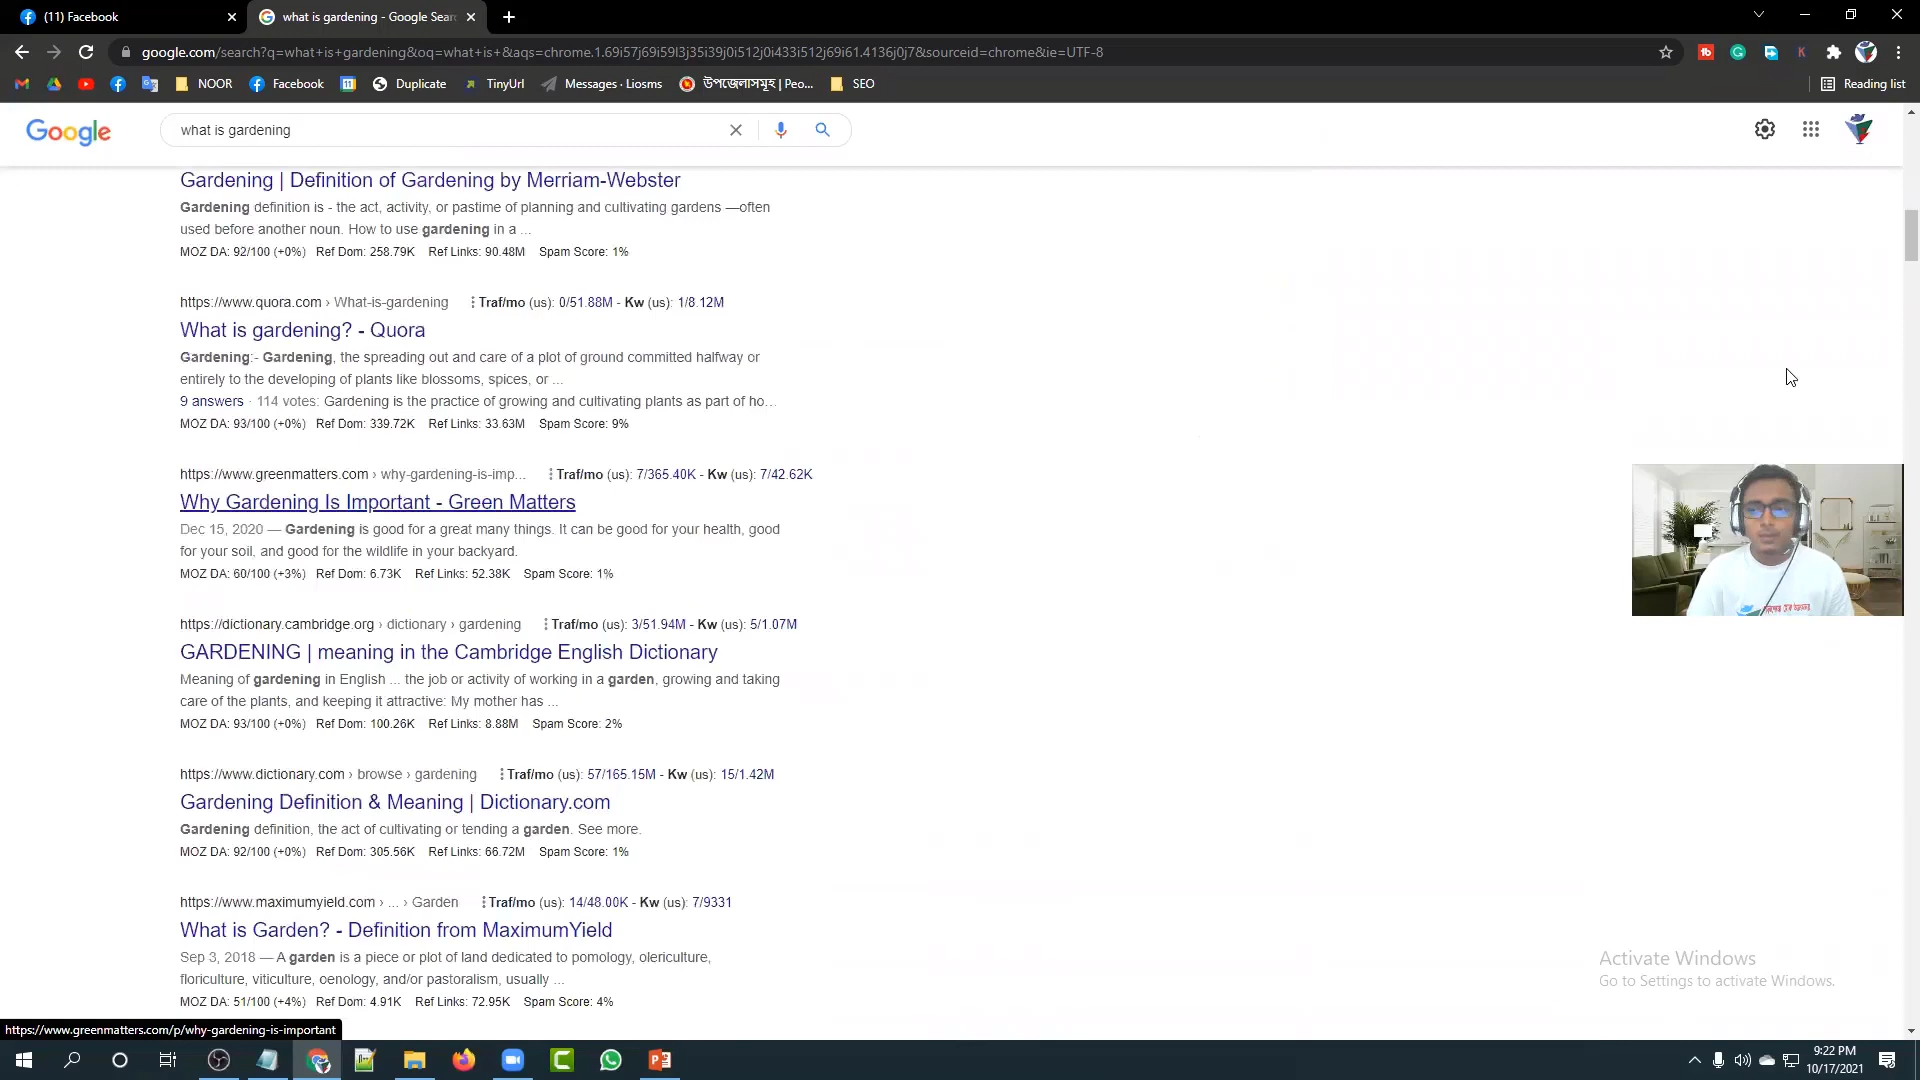 (11) Facebook
what is gardening - Google Sear
google.com/search?q=what+is+gardening&oq=what+is+&aqs=chrome.1.69i57j69i59l3j35i39j0i512j0i433i512j69i61.4136j0j7&sourceid=chrome&ie=UTF-8
NOOR
Facebook
Duplicate
TinyUrl
Messages · Liosms
উপজেলাসমূহ | Peo...
SEO
Reading list
Google
what is gardening
Gardening | Definition of Gardening by Merriam-Webster
Gardening definition is - the act, activity, or pastime of planning and cultivating gardens —often
used before another noun. How to use gardening in a ...
MOZ DA: 92/100 (+0%) Ref Dom: 258.79K Ref Links: 90.48M Spam Score: 1%
https://www.quora.com › What-is-gardening Traf/mo (us): 0/51.88M - Kw (us): 1/8.12M
What is gardening? - Quora
Gardening:- Gardening, the spreading out and care of a plot of ground committed halfway or
entirely to the developing of plants like blossoms, spices, or ...
9 answers · 114 votes: Gardening is the practice of growing and cultivating plants as part of ho...
MOZ DA: 93/100 (+0%) Ref Dom: 339.72K Ref Links: 33.63M Spam Score: 9%
https://www.greenmatters.com › why-gardening-is-imp... Traf/mo (us): 7/365.40K - Kw (us): 7/42.62K
Why Gardening Is Important - Green Matters
Dec 15, 2020 — Gardening is good for a great many things. It can be good for your health, good
for your soil, and good for the wildlife in your backyard.
MOZ DA: 60/100 (+3%) Ref Dom: 6.73K Ref Links: 52.38K Spam Score: 1%
https://dictionary.cambridge.org › dictionary › gardening Traf/mo (us): 3/51.94M - Kw (us): 5/1.07M
GARDENING | meaning in the Cambridge English Dictionary
Meaning of gardening in English ... the job or activity of working in a garden, growing and taking
care of the plants, and keeping it attractive: My mother has ...
MOZ DA: 93/100 (+0%) Ref Dom: 100.26K Ref Links: 8.88M Spam Score: 2%
https://www.dictionary.com › browse › gardening Traf/mo (us): 57/165.15M - Kw (us): 15/1.42M
Gardening Definition & Meaning | Dictionary.com
Gardening definition, the act of cultivating or tending a garden. See more.
MOZ DA: 92/100 (+0%) Ref Dom: 305.56K Ref Links: 66.72M Spam Score: 1%
https://www.maximumyield.com › ... › Garden Traf/mo (us): 14/48.00K - Kw (us): 7/9331
What is Garden? - Definition from MaximumYield
Sep 3, 2018 — A garden is a piece or plot of land dedicated to pomology, olericulture,
floriculture, viticulture, oenology, and/or pastoralism, usually ...
MOZ DA: 51/100 (+4%) Ref Dom: 4.91K Ref Links: 72.95K Spam Score: 4%
Activate Windows
Go to Settings to activate Windows.
https://www.greenmatters.com/p/why-gardening-is-important
9:22 PM
10/17/2021